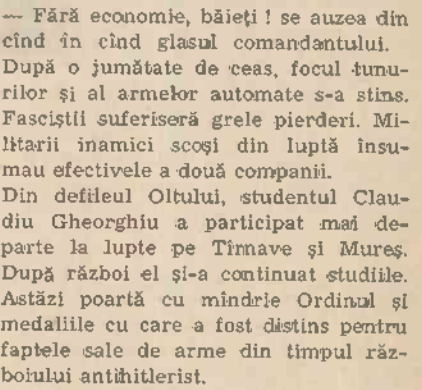 — Fără economie, băieți ! se auzea din
cînd în cînd glasul comandantului.
După o jumătate de ceas, focul tunu-
rilor și al armelor automate s-a stins.
Fasciștii suferiseră grele pierderi. Mi-
litarii inamici scoși din luptă însu-
mau efectivele a două companii.
Din defileul Oltului, studentul Clau-
diu Gheorghiu a participat mai de-
parte la lupte pe Tîrnave și Mureș.
După război el și-a continuat studiile.
Astăzi poartă cu mîndrie Ordinul și
medaliile cu care a fost distins pentru
faptele sale de arme din timpul răz-
boiului antihitlerist.